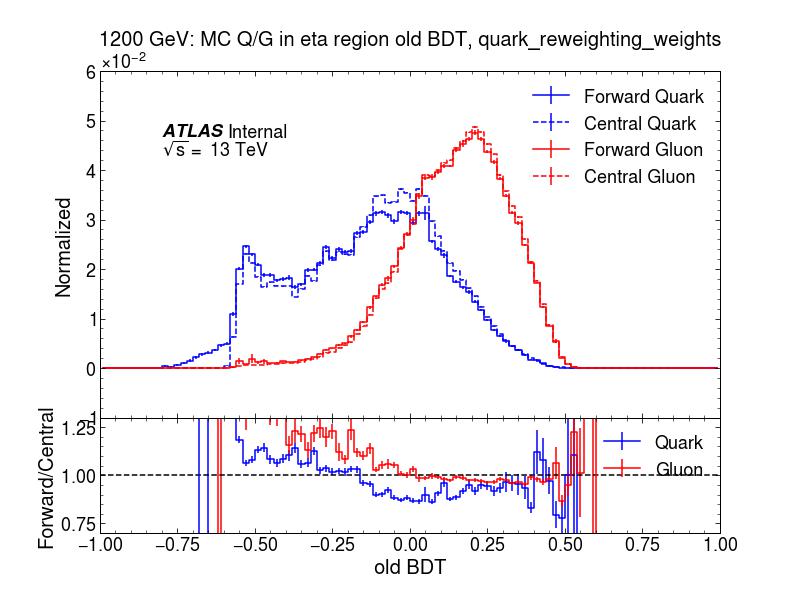 1200 GeV: MC Q/G in eta region old BDT, quark_reweighting_weights
×10⁻²
6
5
4
3
2
1
0
1
Normalized
ATLAS Internal
√s = 13 TeV
Forward Quark
Central Quark
Forward Gluon
Central Gluon
Forward/Central
1.25
1.00
0.75
Quark
Gluon
−1.00 −0.75 −0.50 −0.25 0.00 0.25 0.50 0.75 1.00
old BDT